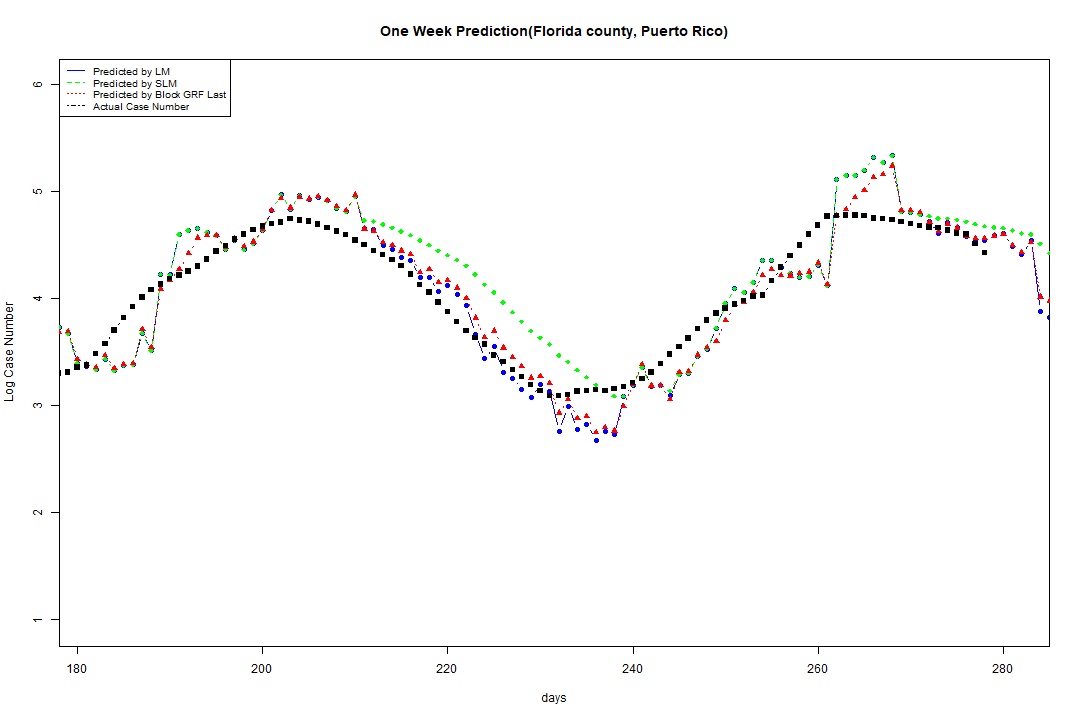 One Week Prediction(Florida county, Puerto Rico)
Predicted by LM
Predicted by SLM
Predicted by Block GRF Last
Actual Case Number
6
5
4
3
2
1
Log Case Number
180 200 220 240 260 280
days